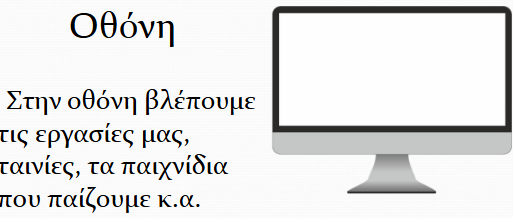 Οθόνη
Στην οθόνη βλέπουμε
τις εργασίες μας,
ταινίες, τα παιχνίδια
που παίζουμε κ.α.